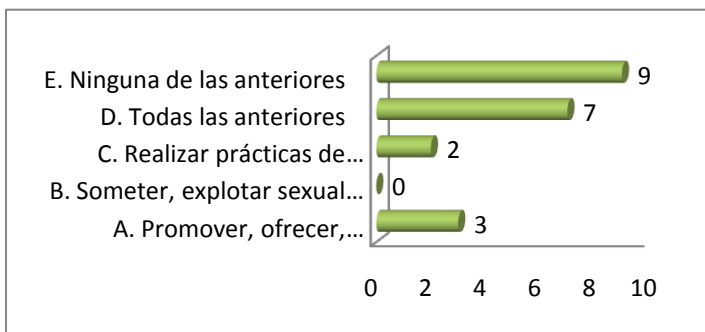 E. Ninguna de las anteriores 9
D. Todas las anteriores 7
C. Realizar prácticas de... 2
B. Someter, explotar sexual... 0
A. Promover, ofrecer,... 3
0 2 4 6 8 10